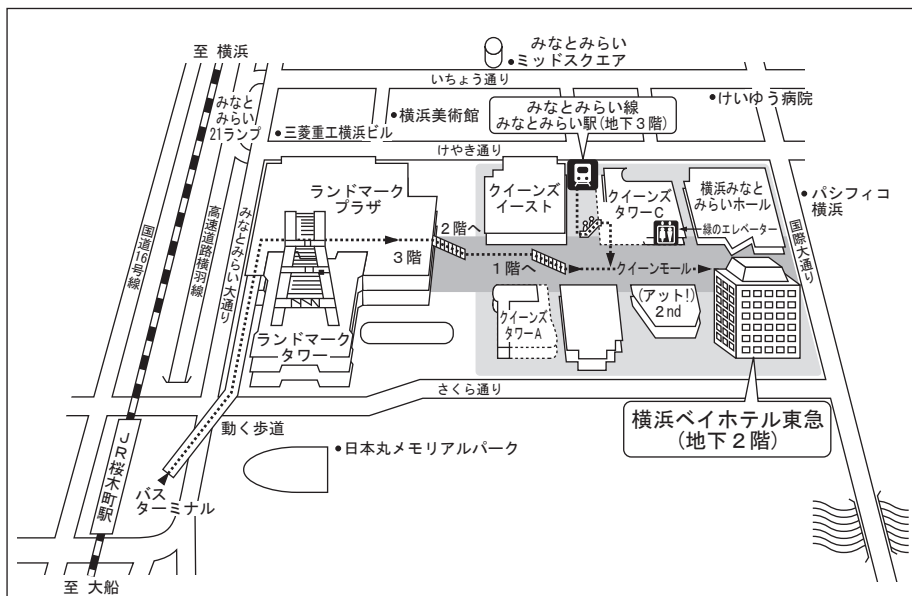 至 横浜
みなとみらい
ミッドスクエア
いちょう通り
みなと
みらい
21ランプ
三菱重工横浜ビル
横浜美術館
みなとみらい線
みなとみらい駅(地下3階)
けいゆう病院
けやき通り
ランドマーク
プラザ
クイーンズ
イースト
クイーンズ
タワーC
横浜みなと
みらいホール
パシフィコ
横浜
国道16号線
高速道路横羽線
みなとみらい大通り
国際大通り
緑のエレベーター
2階へ
3階
1階へ
クイーンモール
(アット!)
2nd
クイーンズ
タワーA
ランドマーク
タワー
さくら通り
横浜ベイホテル東急
(地下2階)
動く歩道
日本丸メモリアルパーク
JR桜木町駅
バス
ターミナル
至 大船